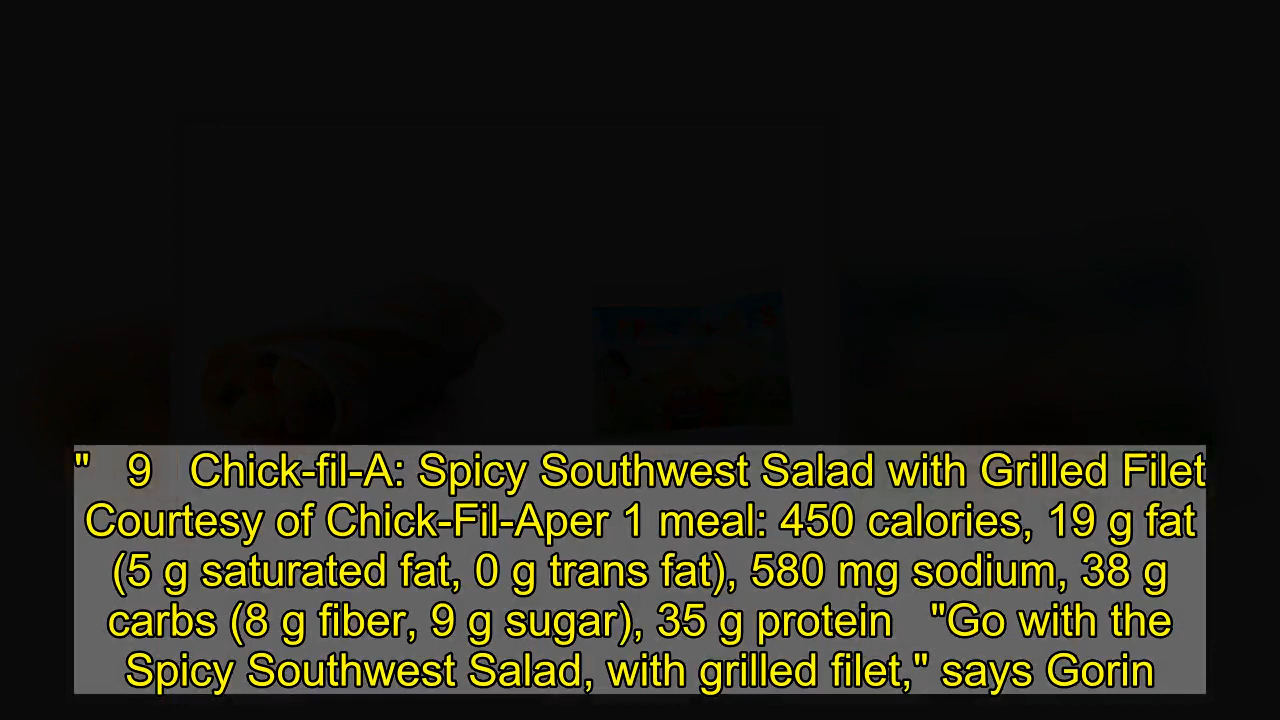 " 9 Chick-fil-A: Spicy Southwest Salad with Grilled Filet
Courtesy of Chick-Fil-Aper 1 meal: 450 calories, 19 g fat
(5 g saturated fat, 0 g trans fat), 580 mg sodium, 38 g
carbs (8 g fiber, 9 g sugar), 35 g protein "Go with the
Spicy Southwest Salad, with grilled filet," says Gorin